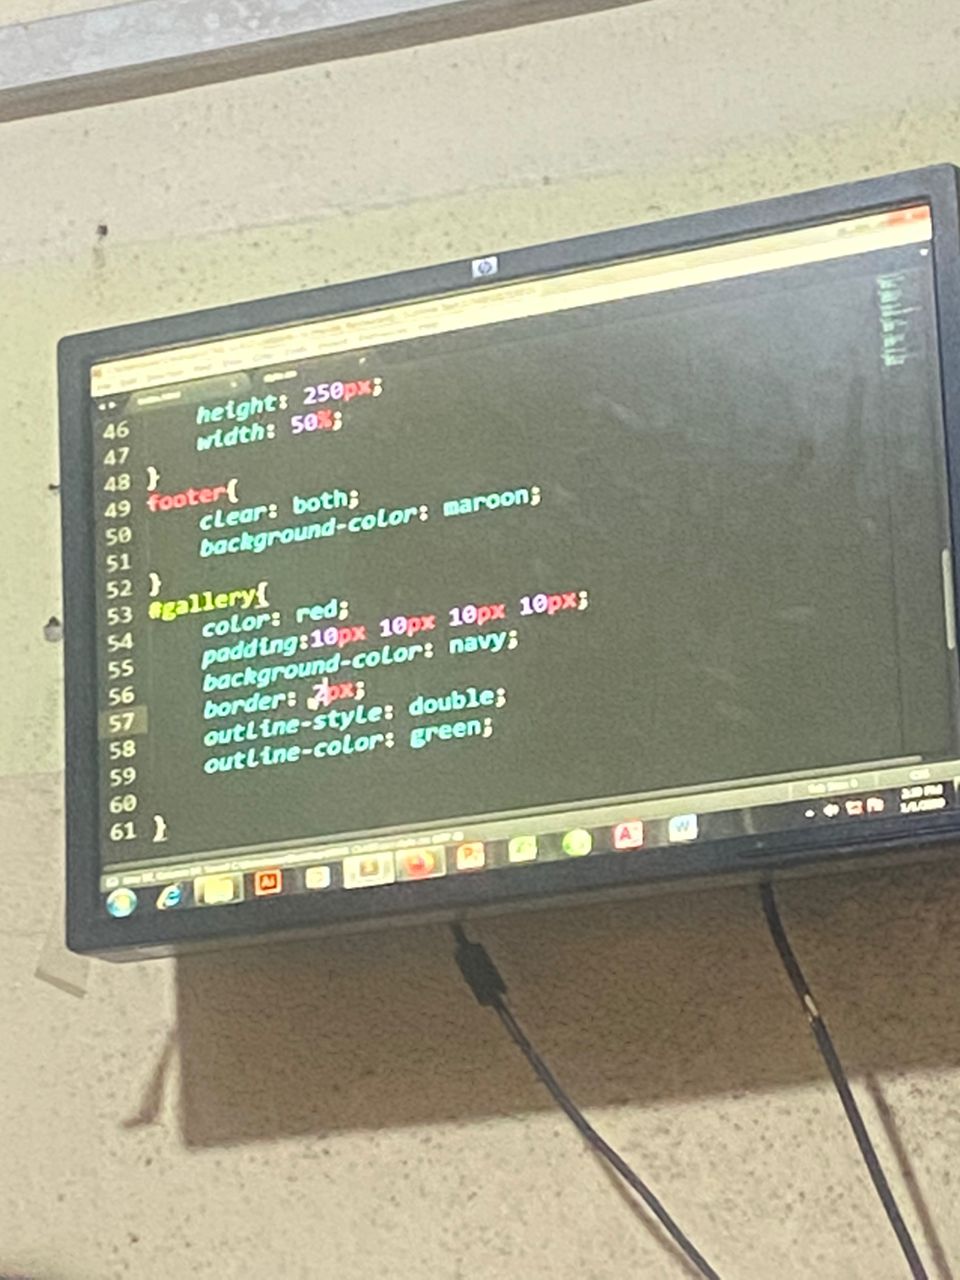 46 height: 250px;
47 width: 50%;
48 }
49 footer{
50 clear: both;
51 background-color: maroon;
52 }
53 #gallery{
54 color: red;
55 padding:10px 10px 10px 10px;
56 background-color: navy;
57 border: 2px;
58 outline-style: double;
59 outline-color: green;
60
61 }
hp
Ai
W